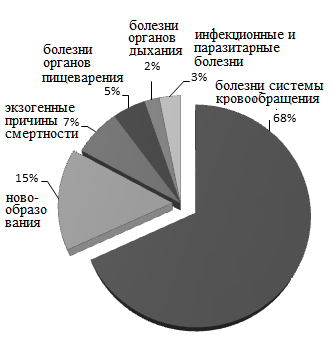 инфекционные и
паразитарные
болезни
3%
болезни
органов
дыхания
2%
болезни
органов
пищеварения
5%
болезни системы
кровообращения
68%
экзогенные
причины
смертности
7%
15%
ново-
образо
вания